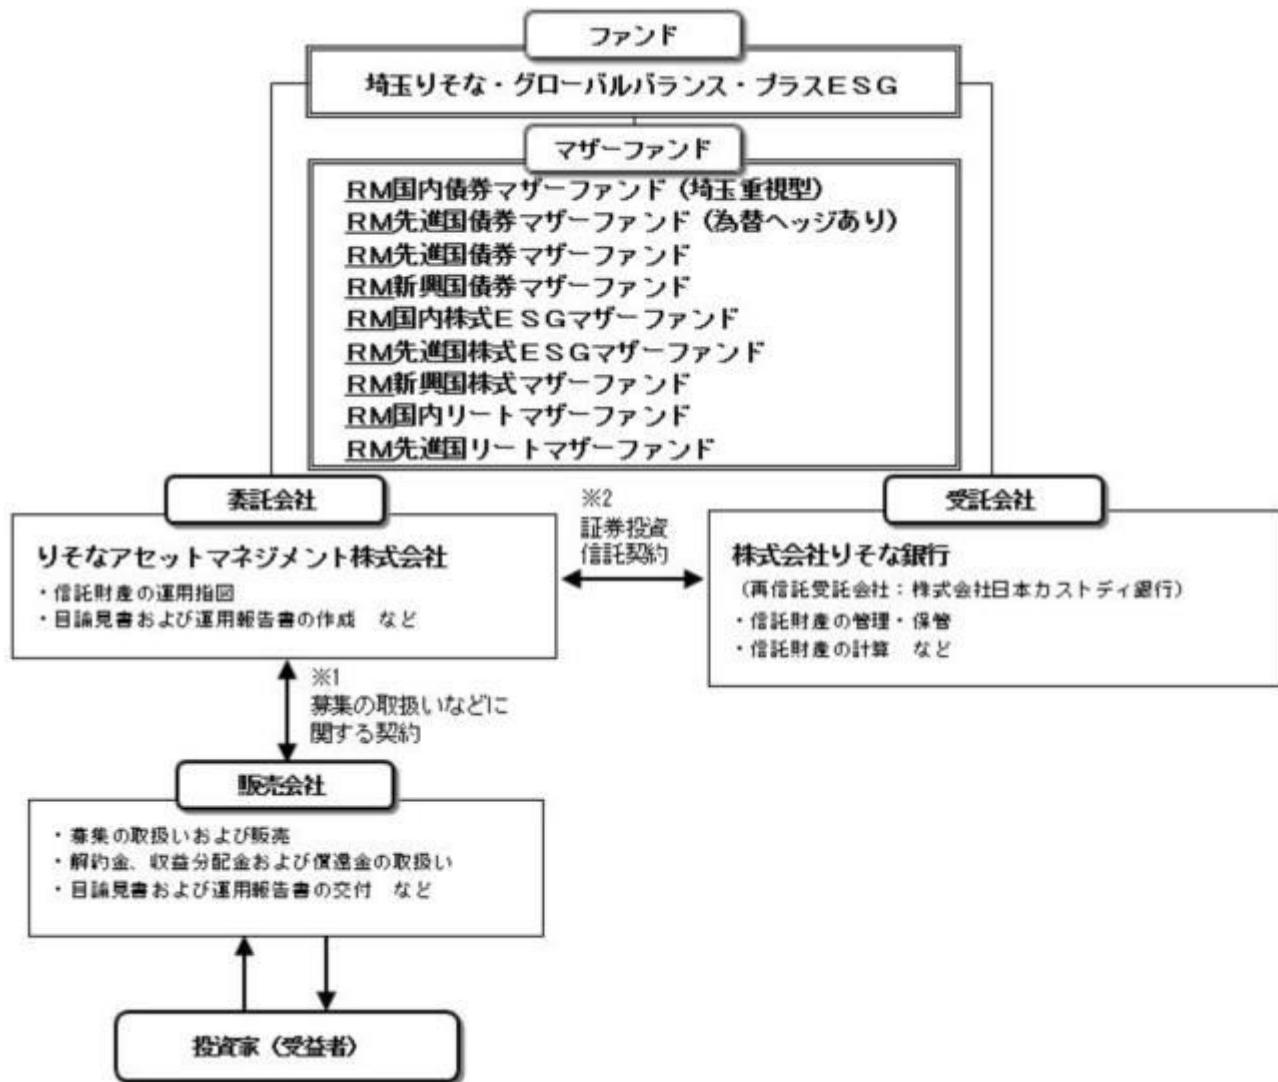 ファンド
埼玉りそな・グローバルバランス・プラスＥＳＧ
マザーファンド
ＲＭ国内債券マザーファンド（埼玉重視型）
ＲＭ先進国債券マザーファンド（為替ヘッジあり）
ＲＭ先進国債券マザーファンド
ＲＭ新興国債券マザーファンド
ＲＭ国内株式ＥＳＧマザーファンド
ＲＭ先進国株式ＥＳＧマザーファンド
ＲＭ新興国株式マザーファンド
ＲＭ国内リートマザーファンド
ＲＭ先進国リートマザーファンド
委託会社
りそなアセットマネジメント株式会社
・信託財産の運用指図
・目論見書および運用報告書の作成　など
※2
証券投資
信託契約
受託会社
株式会社りそな銀行
（再信託受託会社：株式会社日本カストディ銀行）
・信託財産の管理・保管
・信託財産の計算　など
※1
募集の取扱いなどに
関する契約
販売会社
・募集の取扱いおよび販売
・解約金、収益分配金および償還金の取扱い
・目論見書および運用報告書の交付　など
投資家（受益者）